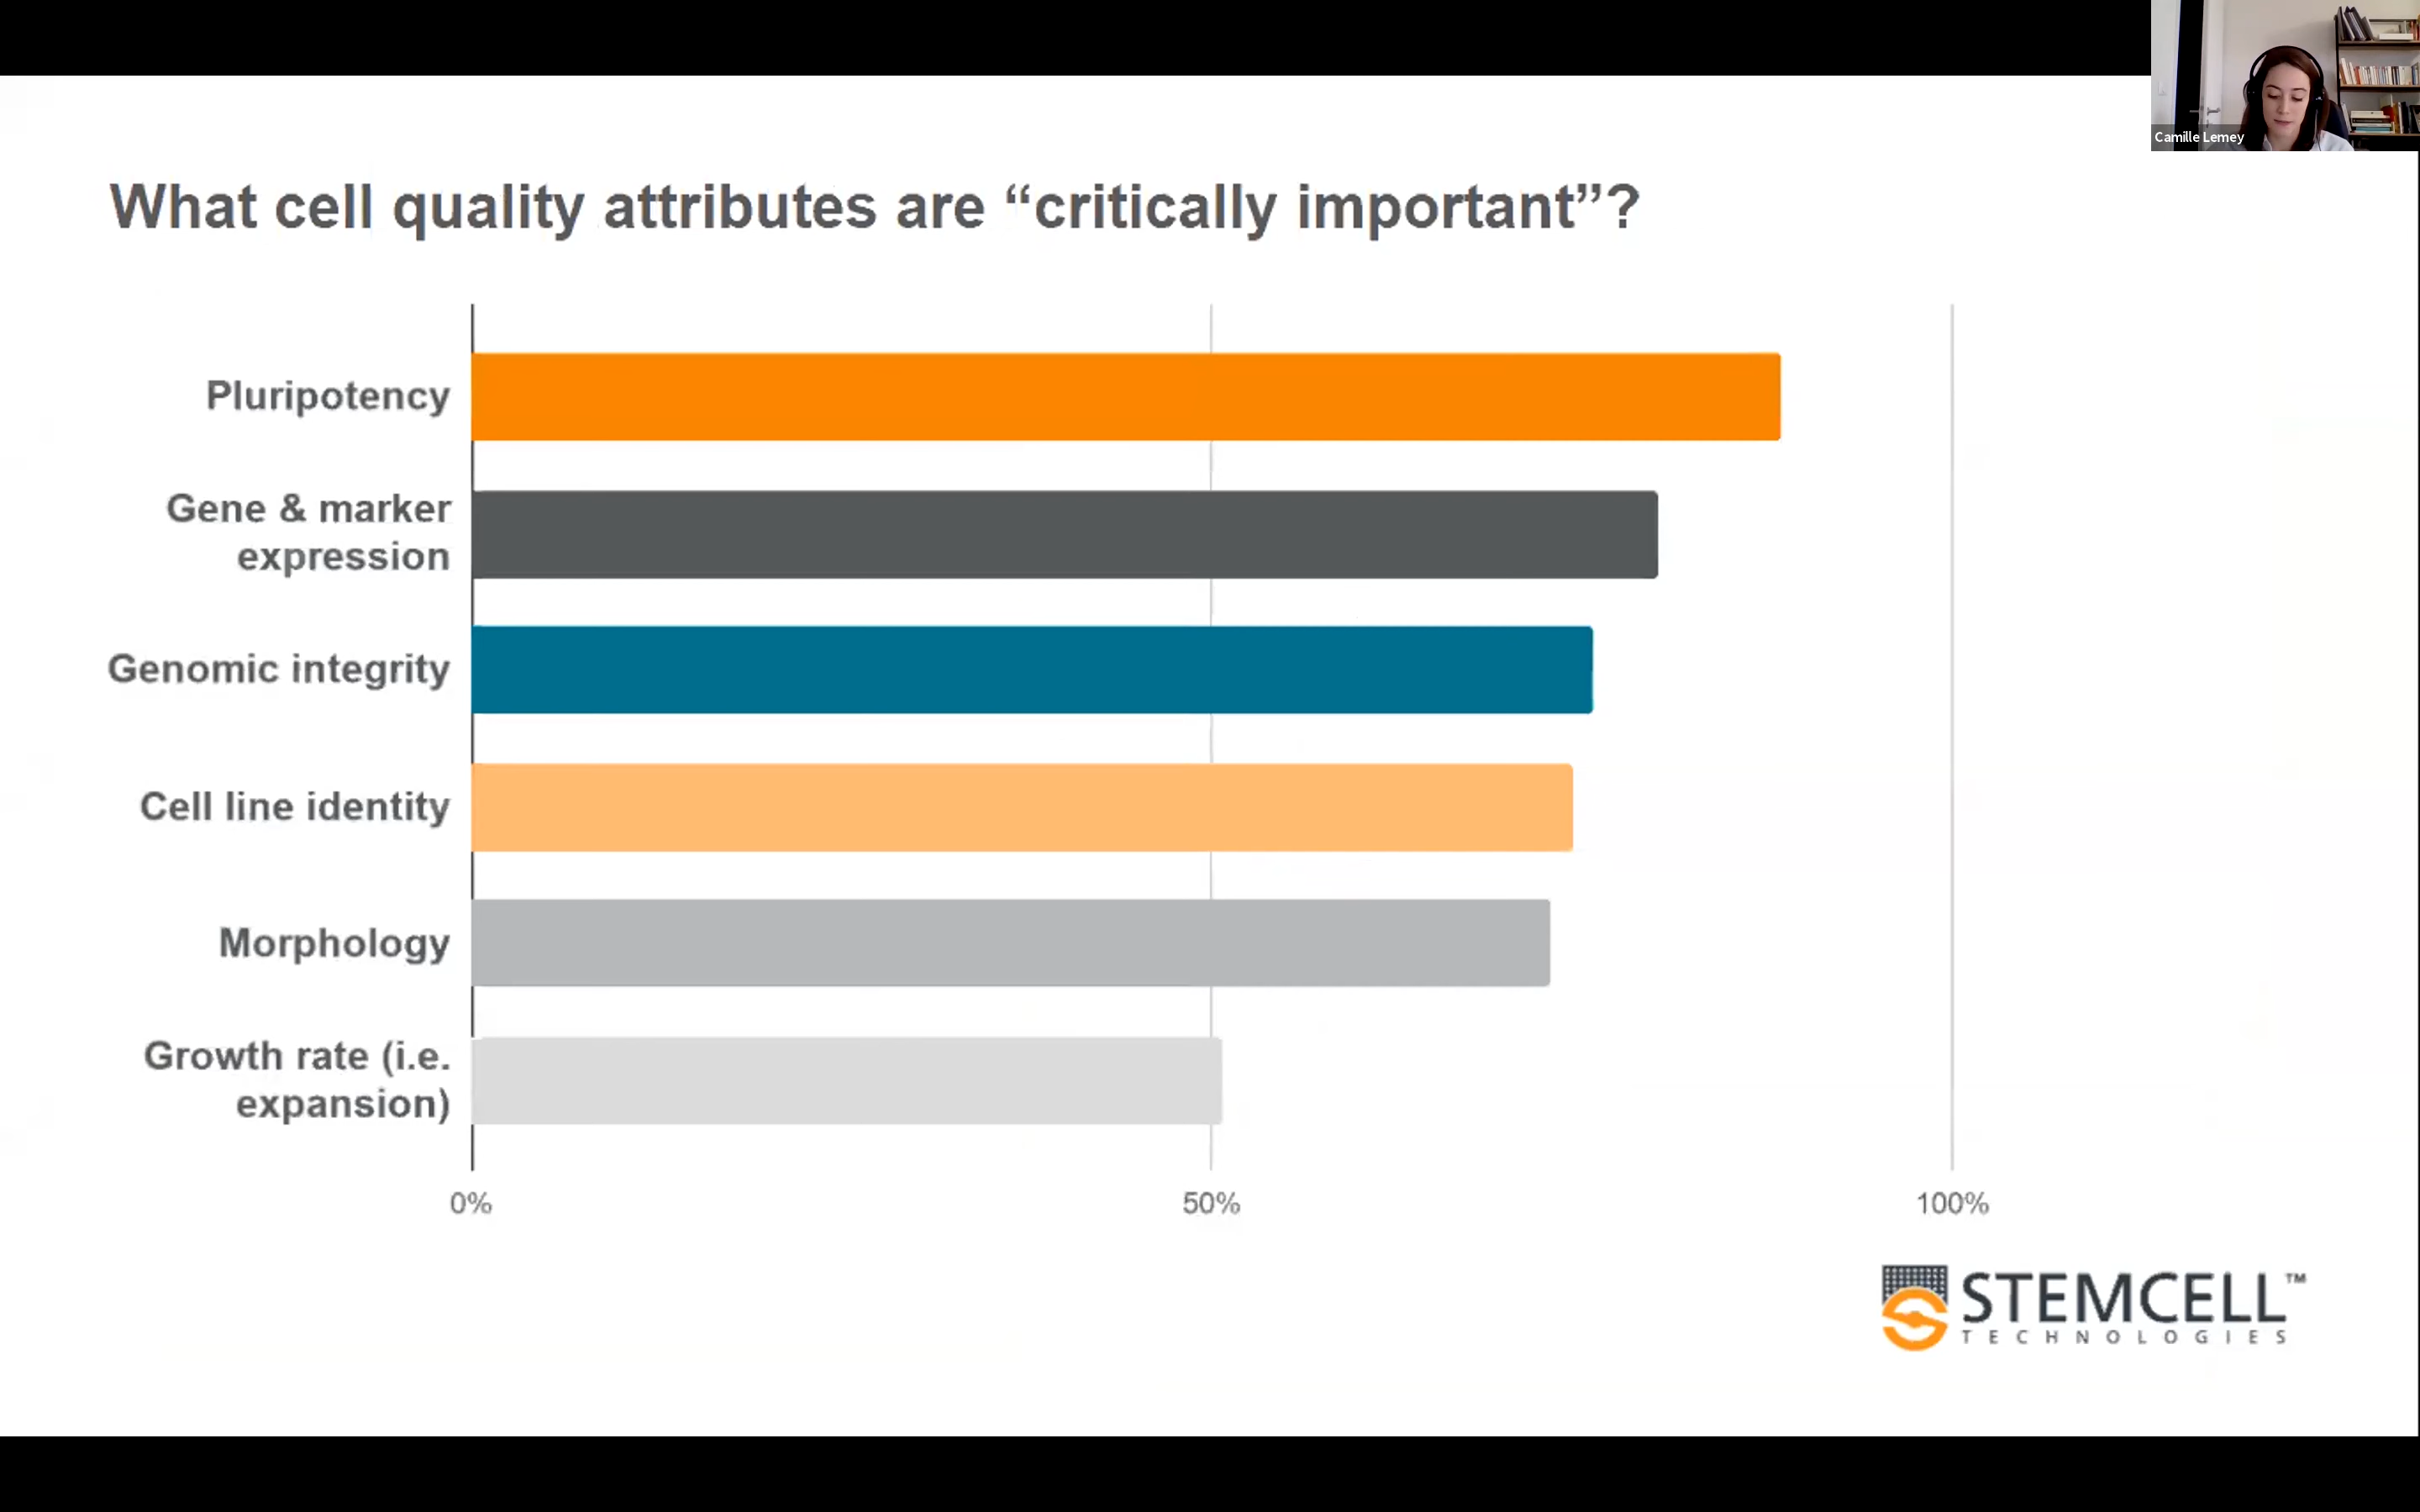 Camille Lemey
What cell quality attributes are “critically important”?
Pluripotency
Gene & marker
expression
Genomic integrity
Cell line identity
Morphology
Growth rate (i.e.
expansion)
0%
50%
100%
STEMCELL™
TECHNOLOGIES